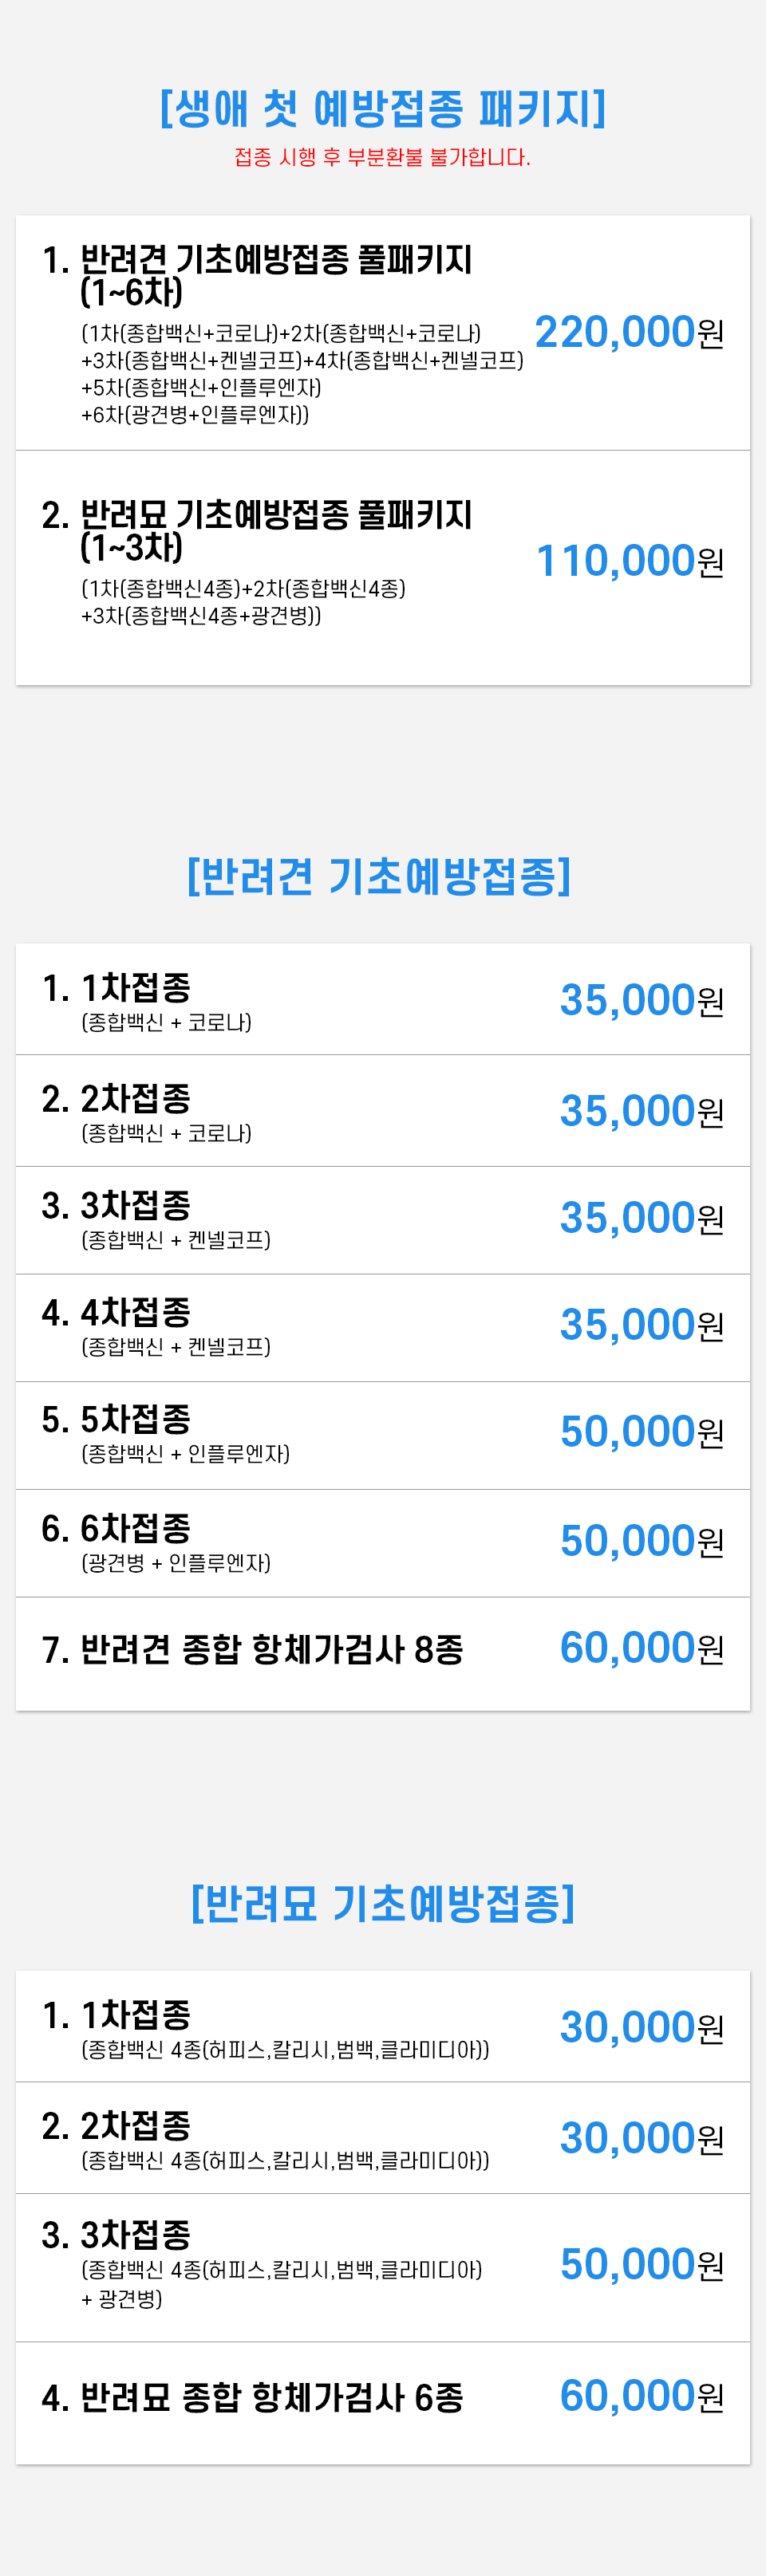 [생애 첫 예방접종 패키지]
접종 시행 후 부분환불 불가합니다.
1. 반려견 기초예방접종 풀패키지
(1~6차)
(1차(종합백신+코로나)+2차(종합백신+코로나)
+3차(종합백신+켄넬코프)+4차(종합백신+켄넬코프)
+5차(종합백신+인플루엔자)
+6차(광견병+인플루엔자))
220,000원
2. 반려묘 기초예방접종 풀패키지
(1~3차)
(1차(종합백신4종)+2차(종합백신4종)
+3차(종합백신4종+광견병))
110,000원
[반려견 기초예방접종]
1. 1차접종
(종합백신 + 코로나)
35,000원
2. 2차접종
(종합백신 + 코로나)
35,000원
3. 3차접종
(종합백신 + 켄넬코프)
35,000원
4. 4차접종
(종합백신 + 켄넬코프)
35,000원
5. 5차접종
(종합백신 + 인플루엔자)
50,000원
6. 6차접종
(광견병 + 인플루엔자)
50,000원
7. 반려견 종합 항체가검사 8종
60,000원
[반려묘 기초예방접종]
1. 1차접종
(종합백신 4종(허피스,칼리시,범백,클라미디아))
30,000원
2. 2차접종
(종합백신 4종(허피스,칼리시,범백,클라미디아))
30,000원
3. 3차접종
(종합백신 4종(허피스,칼리시,범백,클라미디아)
+ 광견병)
50,000원
4. 반려묘 종합 항체가검사 6종
60,000원